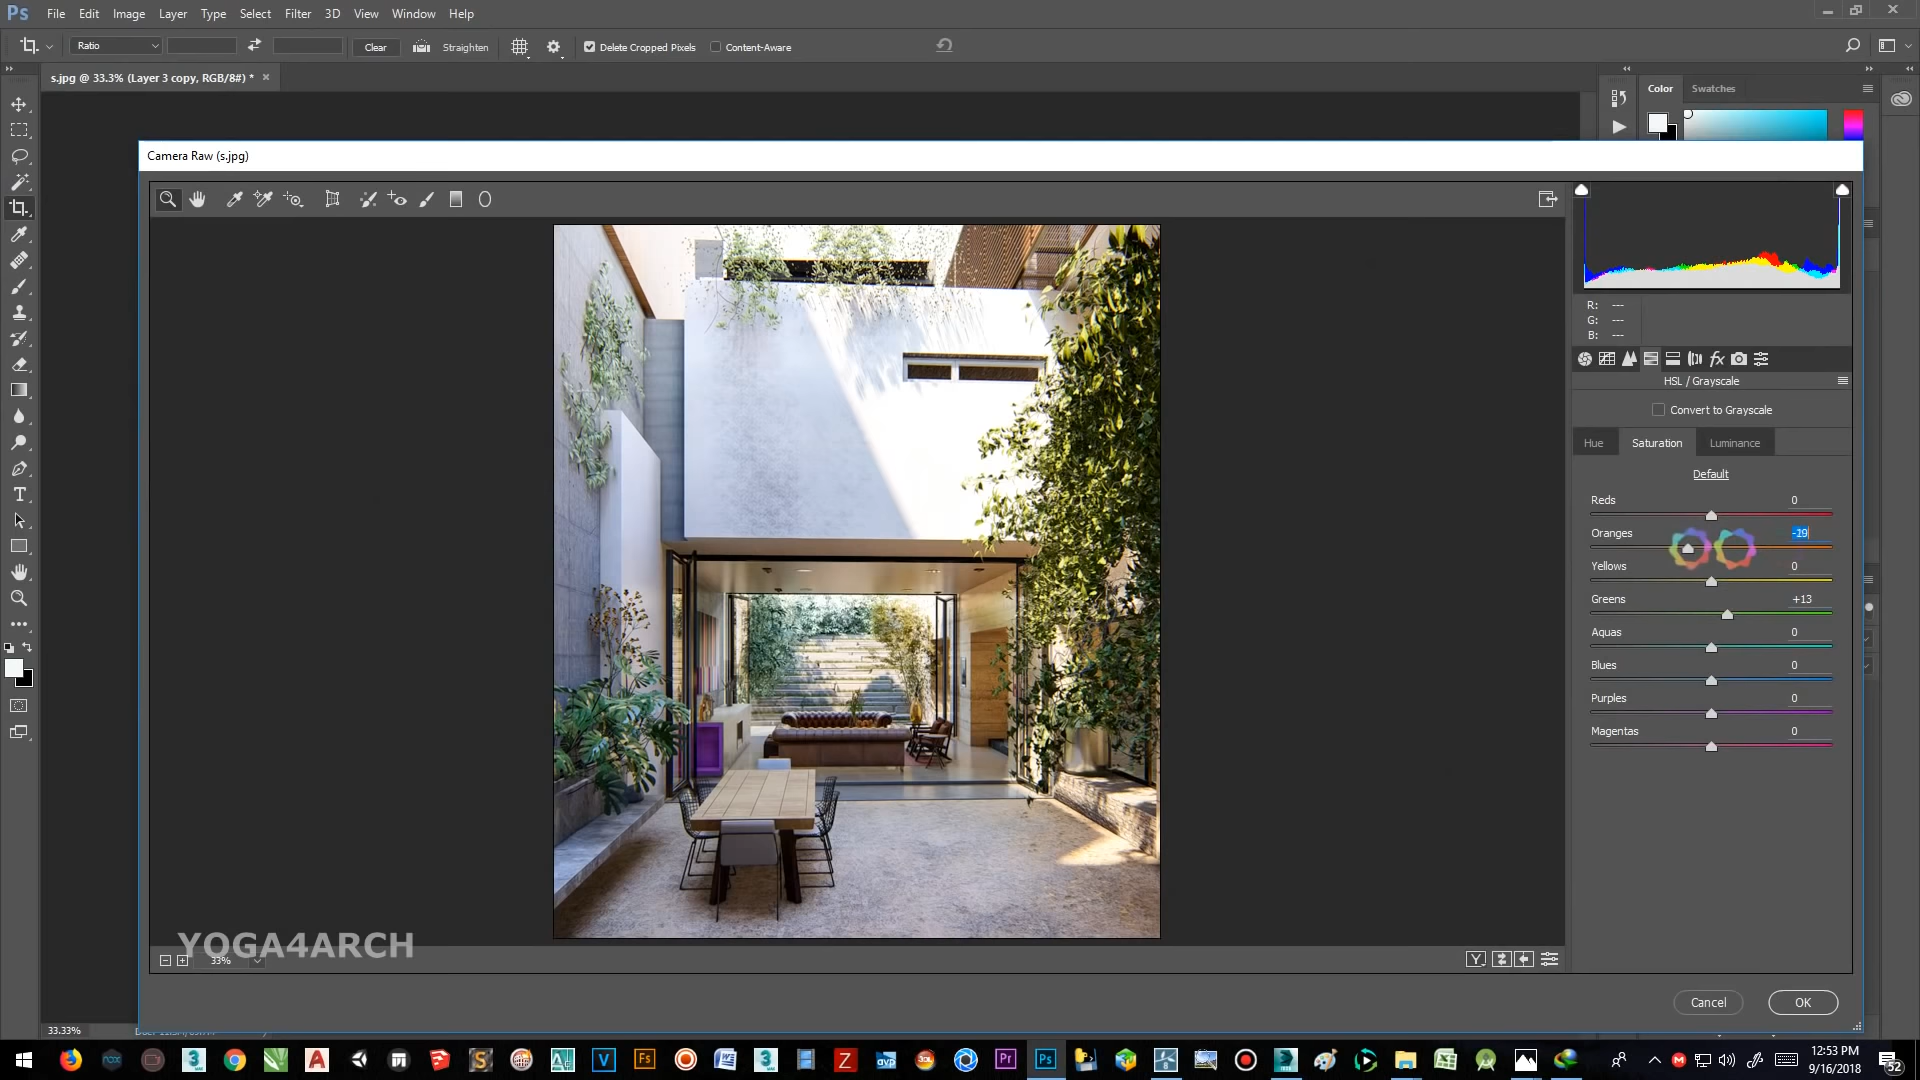 Ps File Edit Image Layer Type Select Filter 3D View Window Help
Ratio Clear Straighten Delete Cropped Pixels Content-Aware
s.jpg @ 33.3% (Layer 3 copy, RGB/8#) * ×
Color Swatches
Camera Raw (s.jpg)
R: ---
G: ---
B: ---
fx
HSL / Grayscale
Convert to Grayscale
Hue Saturation Luminance
Default
Reds 0
Oranges
Yellows 0
Greens +13
Aquas 0
Blues 0
Purples 0
Magentas 0
YOGA4ARCH
33%
Y
Cancel OK
33.33%
12:53 PM
9/16/2018
52